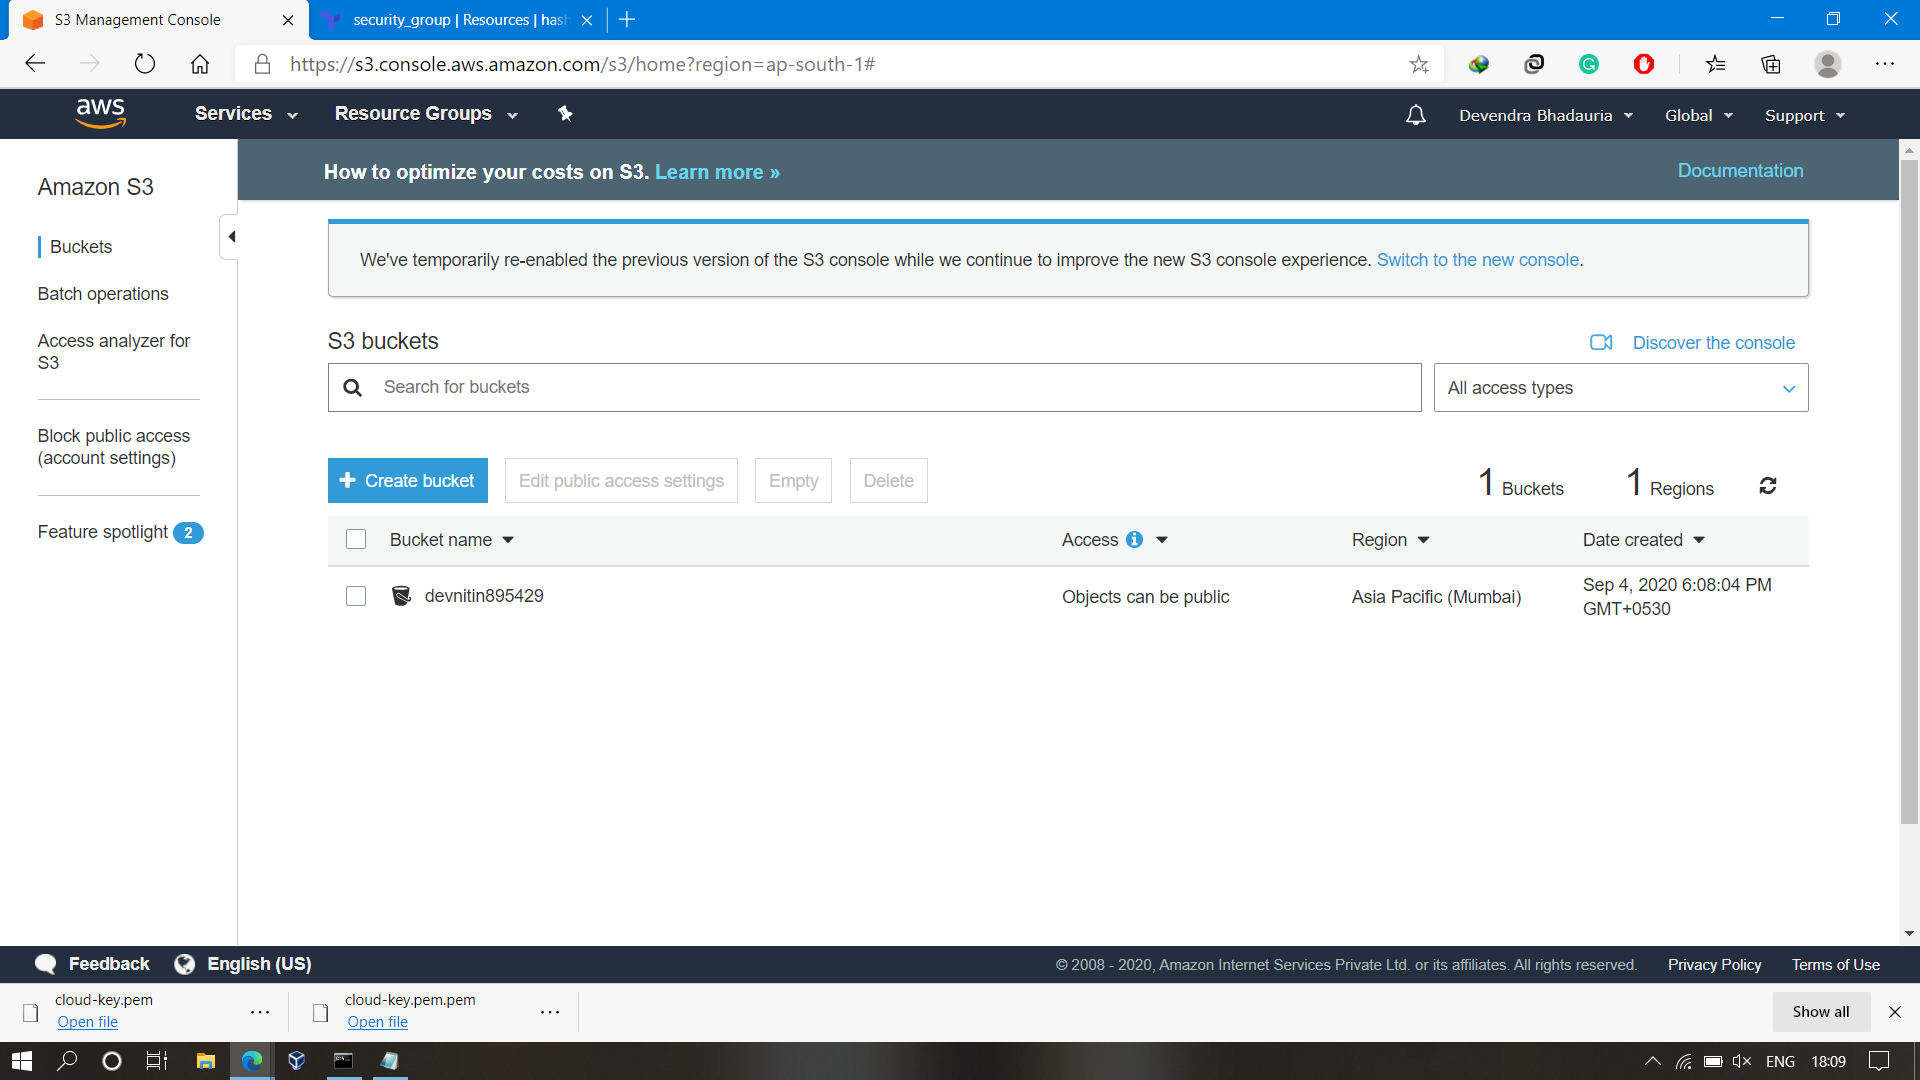 S3 Management Console
security_group | Resources | hash
https://s3.console.aws.amazon.com/s3/home?region=ap-south-1#
aws
Services
Resource Groups
Devendra Bhadauria
Global
Support
Amazon S3
Buckets
Batch operations
Access analyzer for
S3
Block public access
(account settings)
Feature spotlight 2
How to optimize your costs on S3. Learn more »
Documentation
We've temporarily re-enabled the previous version of the S3 console while we continue to improve the new S3 console experience. Switch to the new console.
S3 buckets
Discover the console
Search for buckets
All access types
+ Create bucket
Edit public access settings
Empty
Delete
1 Buckets
1 Regions
Bucket name
Access
Region
Date created
devnitin895429
Objects can be public
Asia Pacific (Mumbai)
Sep 4, 2020 6:08:04 PM
GMT+0530
Feedback
English (US)
© 2008 - 2020, Amazon Internet Services Private Ltd. or its affiliates. All rights reserved.
Privacy Policy
Terms of Use
cloud-key.pem
Open file
cloud-key.pem.pem
Open file
Show all
ENG
18:09